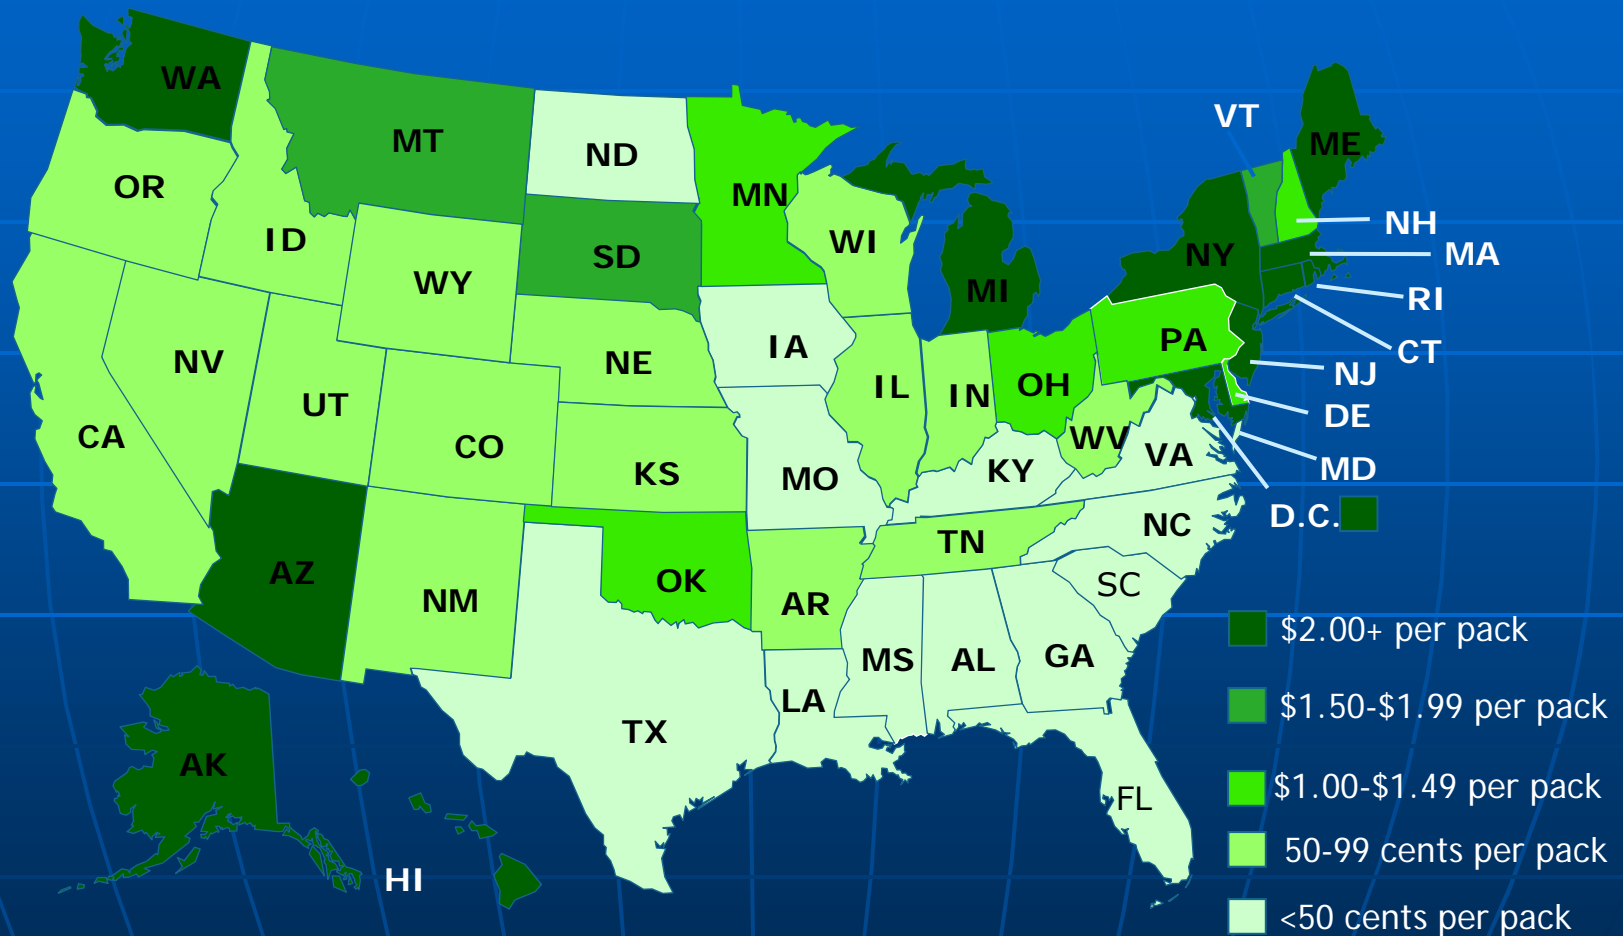 WA
MT
ND
MN
VT
ME
OR
ID
WY
SD
WI
MI
NY
NH
MA
RI
CT
NV
UT
CO
NE
IA
IL
IN
OH
PA
NJ
DE
CA
KS
MO
KY
WV
VA
MD
D.C.
AZ
NM
OK
AR
TN
NC
SC
TX
LA
MS
AL
GA
FL
AK
HI
$2.00+ per pack
$1.50-$1.99 per pack
$1.00-$1.49 per pack
50-99 cents per pack
<50 cents per pack